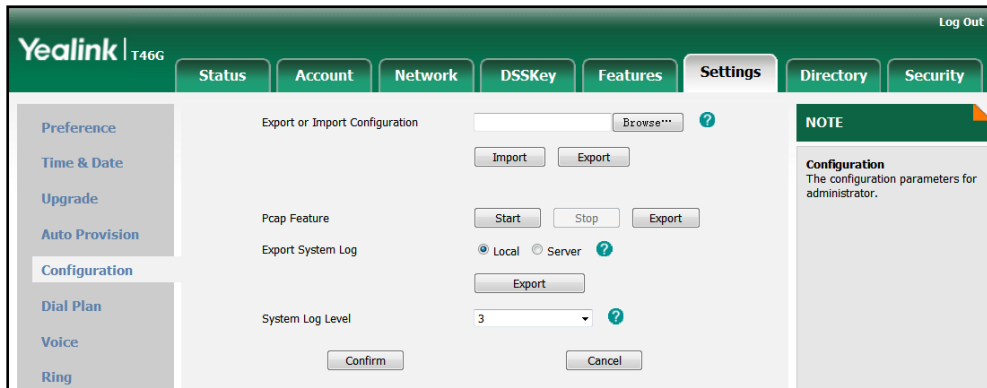 Log Out
Yealink | T46G
Status Account Network DSSKey Features Settings Directory Security
Preference
Time & Date
Upgrade
Auto Provision
Configuration
Dial Plan
Voice
Ring
Export or Import Configuration Browse... ?
Import Export
Pcap Feature Start Stop Export
Export System Log Local Server ?
Export
System Log Level 3 ?
Confirm Cancel
NOTE
Configuration
The configuration parameters for
administrator.